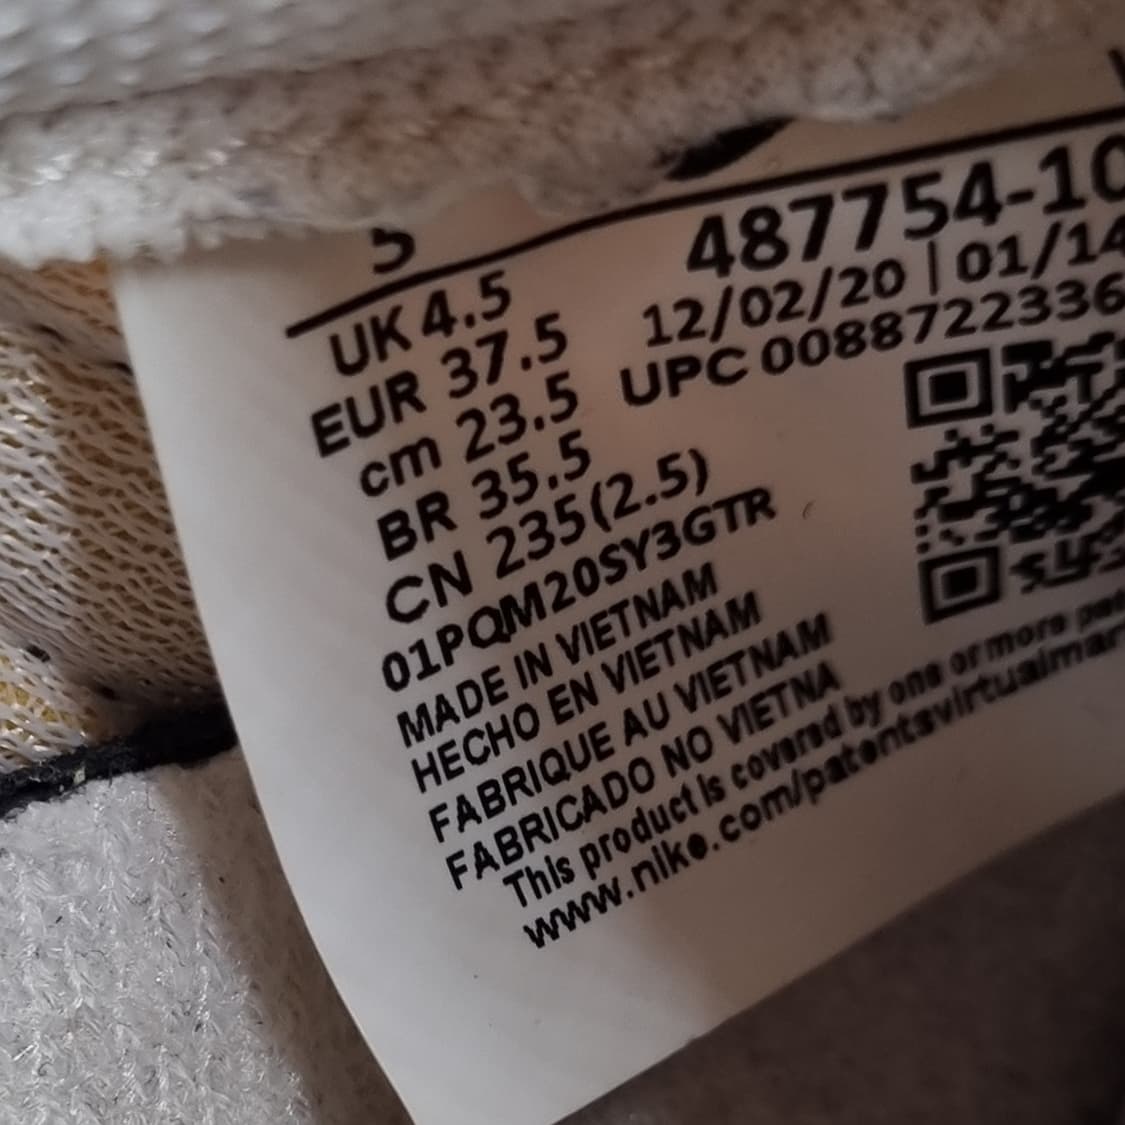 5
UK 4.5
EUR 37.5
cm 23.5
BR 35.5
CN 235(2.5)
01PQM20SY3GTR
MADE IN VIETNAM
HECHO EN VIETNAM
FABRIQUE AU VIETNAM
FABRICADO NO VIETNA
This product is covered by one or more pat
www.nike.com/patentsvirtualmar
487754-10
12/02/20 | 01/14
UPC 0088722336